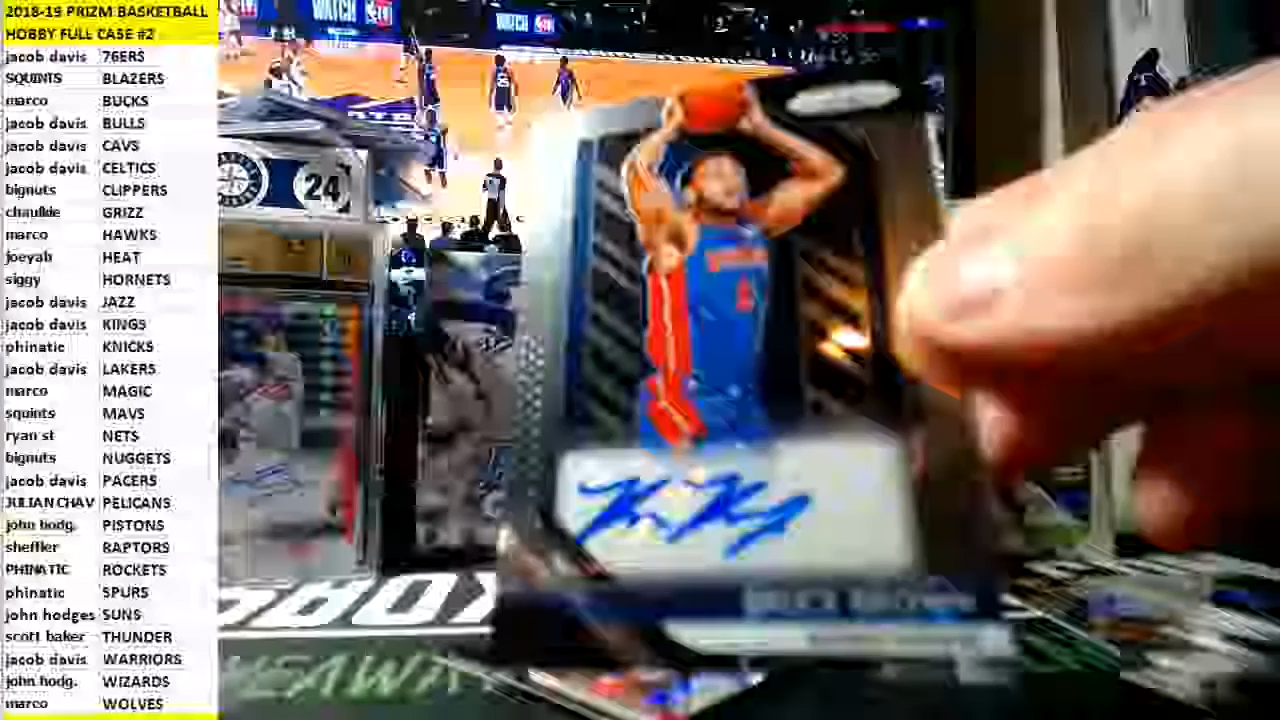 2018-19 PRIZM BASKETBALL
HOBBY FULL CASE #2
jacob davis 76ERS
SQUINTS BLAZERS
marco BUCKS
jacob davis BULLS
jacob davis CAVS
jacob davis CELTICS
bignuts CLIPPERS
chaulkie GRIZZ
marco HAWKS
joeyah HEAT
siggy HORNETS
jacob davis JAZZ
jacob davis KINGS
phinatic KNICKS
jacob davis LAKERS
marco MAGIC
squints MAVS
ryan st NETS
bignuts NUGGETS
jacob davis PACERS
JULIAN CHAV PELICANS
john hodg. PISTONS
sheffler RAPTORS
PHINATIC ROCKETS
phinatic SPURS
john hodges SUNS
scott baker THUNDER
jacob davis WARRIORS
john hodg. WIZARDS
marco WOLVES
WATCH
WATCH
24